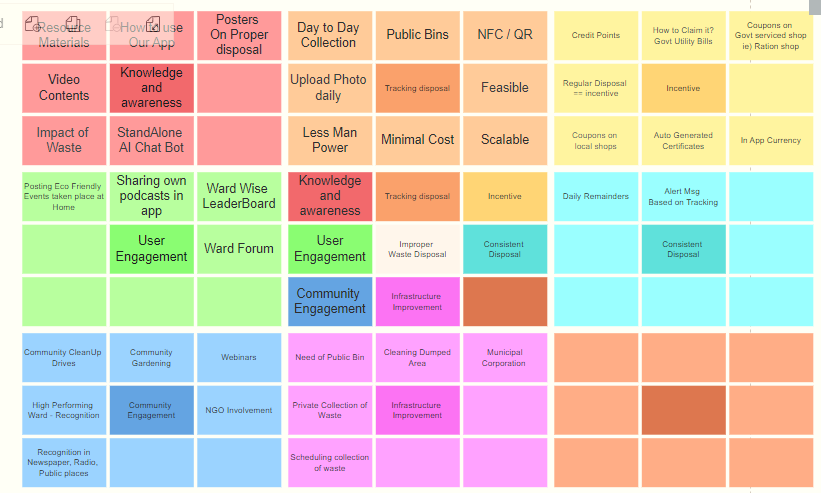 Resource
Materials
How to use
Our App
Posters
On Proper
disposal
Day to Day
Collection
Public Bins
NFC / QR
Credit Points
How to Claim it?
Govt Utility Bills
Coupons on
Govt serviced shop
ie) Ration shop
Video
Contents
Knowledge
and
awareness
Upload Photo
daily
Tracking disposal
Feasible
Regular Disposal
== incentive
Incentive
Impact of
Waste
StandAlone
AI Chat Bot
Less Man
Power
Minimal Cost
Scalable
Coupons on
local shops
Auto Generated
Certificates
In App Currency
Posting Eco Friendly
Events taken place at
Home
Sharing own
podcasts in
app
Ward Wise
LeaderBoard
Knowledge
and
awareness
Tracking disposal
Incentive
Daily Remainders
Alert Msg
Based on Tracking
User
Engagement
Ward Forum
User
Engagement
Improper
Waste Disposal
Consistent
Disposal
Consistent
Disposal
Community
Engagement
Infrastructure
Improvement
Community CleanUp
Drives
Community
Gardening
Webinars
Need of Public Bin
Cleaning Dumped
Area
Municipal
Corporation
High Performing
Ward - Recognition
Community
Engagement
NGO Involvement
Private Collection of
Waste
Infrastructure
Improvement
Recognition in
Newspaper, Radio,
Public places
Scheduling collection
of waste